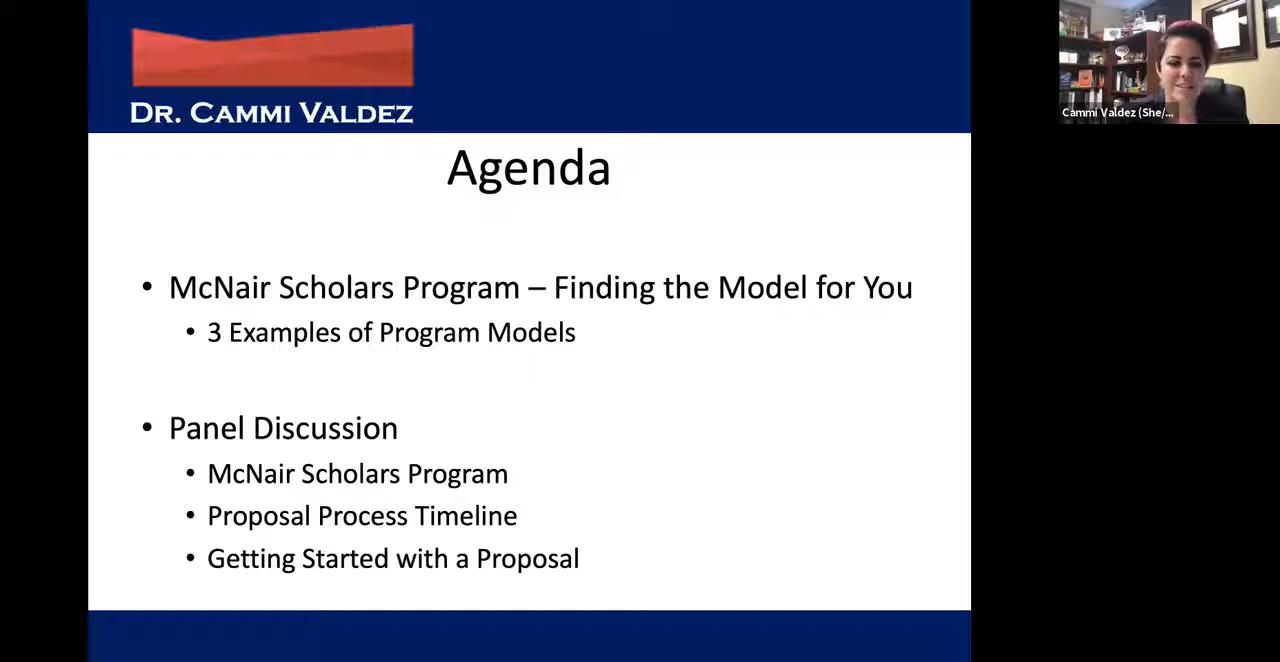 DR. CAMMI VALDEZ
Agenda
• McNair Scholars Program – Finding the Model for You
• 3 Examples of Program Models
• Panel Discussion
• McNair Scholars Program
• Proposal Process Timeline
• Getting Started with a Proposal
Cammi Valdez (She/...